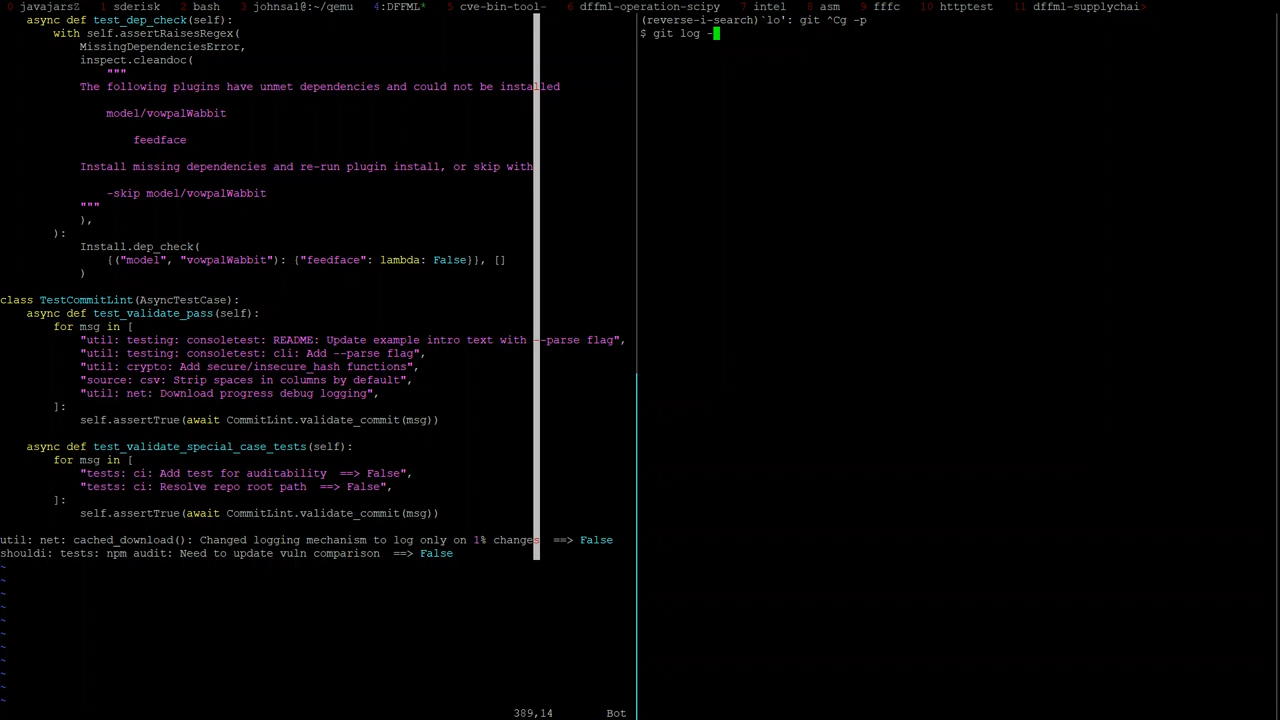 0 javajarsZ 1 sderisk 2 bash 3 johnsa1@:~/qemu 4:DFFML* 5 cve-bin-tool- 6 dffml-operation-scipy 7 intel 8 asm 9 fffc 10 httptest 11 dffml-supplychai>
async def test_dep_check(self):
with self.assertRaisesRegex(
MissingDependenciesError,
inspect.cleandoc(
"""
The following plugins have unmet dependencies and could not be installed
model/vowpalWabbit
feedface
Install missing dependencies and re-run plugin install, or skip with
-skip model/vowpalWabbit
"""
),
):
Install.dep_check(
{("model", "vowpalWabbit"): {"feedface": lambda: False}}, []
)
class TestCommitLint(AsyncTestCase):
async def test_validate_pass(self):
for msg in [
"util: testing: consoletest: README: Update example intro text with --parse flag",
"util: testing: consoletest: cli: Add --parse flag",
"util: crypto: Add secure/insecure_hash functions",
"source: csv: Strip spaces in columns by default",
"util: net: Download progress debug logging",
]:
self.assertTrue(await CommitLint.validate_commit(msg))
async def test_validate_special_case_tests(self):
for msg in [
"tests: ci: Add test for auditability ==> False",
"tests: ci: Resolve repo root path ==> False",
]:
self.assertTrue(await CommitLint.validate_commit(msg))
util: net: cached_download(): Changed logging mechanism to log only on 1% changes ==> False
shouldi: tests: npm audit: Need to update vuln comparison ==> False
~
~
~
~
~
~
~
~
~
~
~
389,14 Bot
(reverse-i-search)`lo': git ^Cg -p
$ git log -